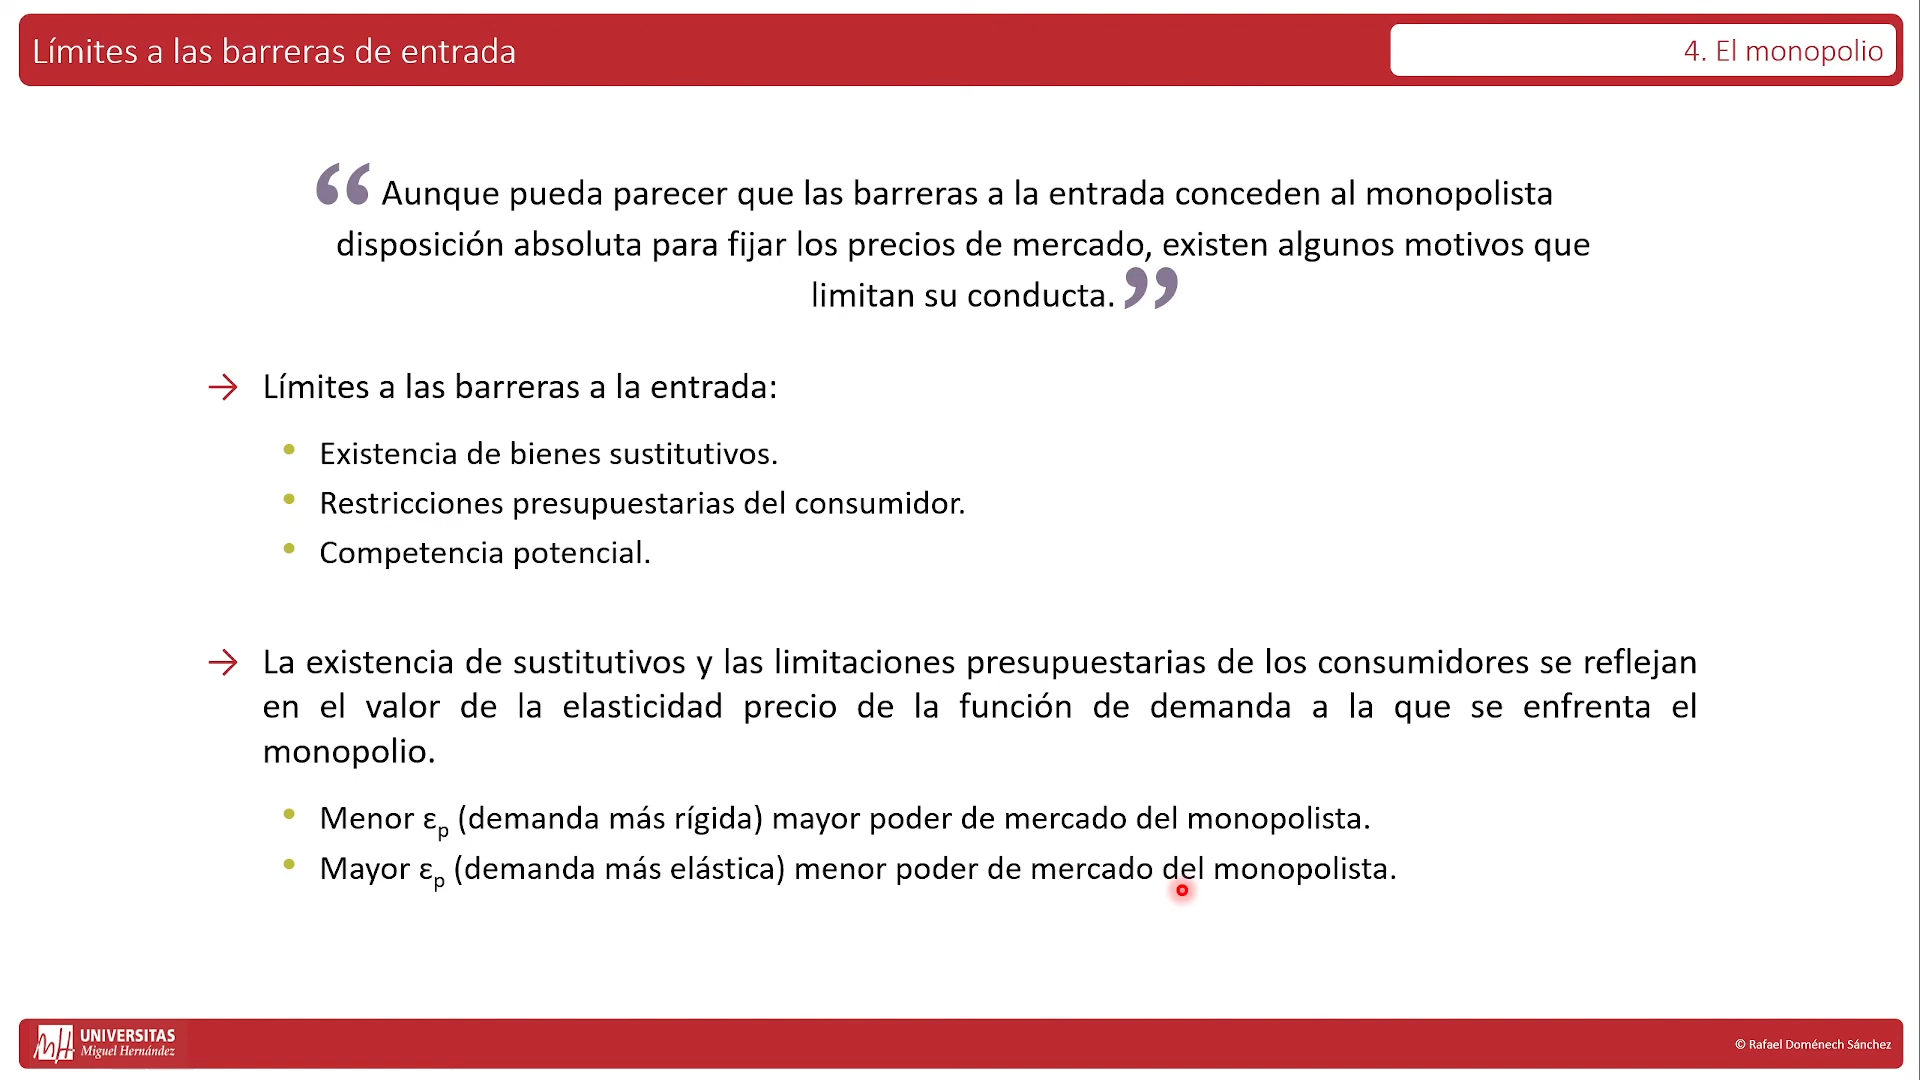 Límites a las barreras de entrada
4. El monopolio
“ Aunque pueda parecer que las barreras a la entrada conceden al monopolista
disposición absoluta para fijar los precios de mercado, existen algunos motivos que
limitan su conducta. ”
→ Límites a las barreras a la entrada:
• Existencia de bienes sustitutivos.
• Restricciones presupuestarias del consumidor.
• Competencia potencial.
→ La existencia de sustitutivos y las limitaciones presupuestarias de los consumidores se reflejan
en el valor de la elasticidad precio de la función de demanda a la que se enfrenta el
monopolio.
• Menor εp (demanda más rígida) mayor poder de mercado del monopolista.
• Mayor εp (demanda más elástica) menor poder de mercado del monopolista.
UNIVERSITAS
Miguel Hernández
© Rafael Doménech Sánchez